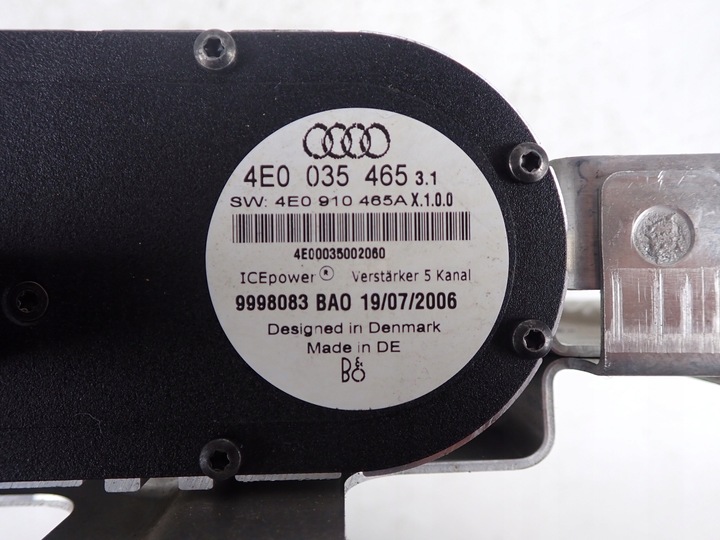 4E0 035 465 3.1
SW: 4E0 910 465A X.1.0.0
4E00035002060
ICEpower® Verstärker 5 Kanal
9998083 BAO 19/07/2006
Designed in Denmark
Made in DE
B&O